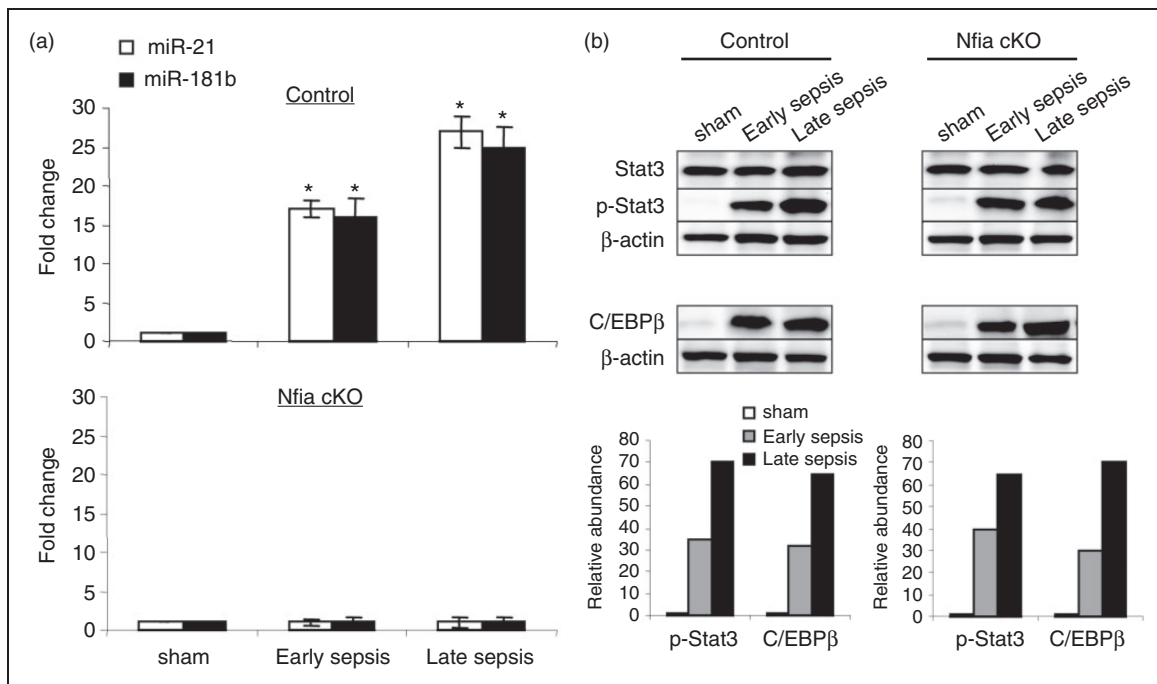 (a)
miR-21
miR-181b
Control
Fold change
30
25
20
15
10
5
0
* * * *
Nfia cKO
Fold change
30
25
20
15
10
5
0
sham Early sepsis Late sepsis
(b)
Control Nfia cKO
sham Early sepsis Late sepsis sham Early sepsis Late sepsis
Stat3
p-Stat3
β-actin
C/EBPβ
β-actin
sham
Early sepsis
Late sepsis
Relative abundance
80
70
60
50
40
30
20
10
0
p-Stat3 C/EBPβ
Relative abundance
80
70
60
50
40
30
20
10
0
p-Stat3 C/EBPβ